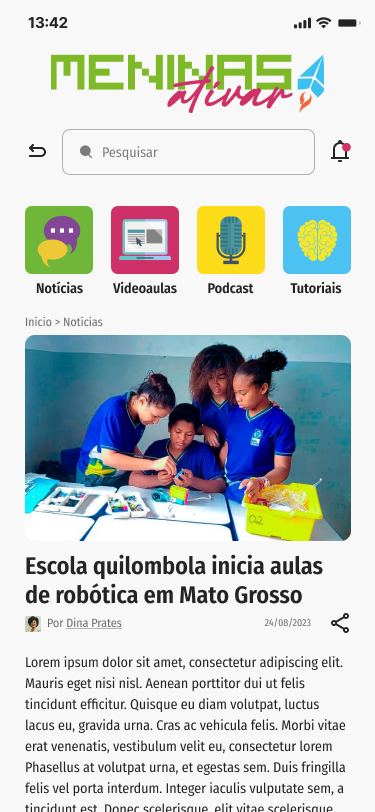 13:42
MENINAS
ativar
Pesquisar
Notícias
Videoaulas
Podcast
Tutoriais
Inicio > Notícias
02
Escola quilombola inicia aulas
de robótica em Mato Grosso
Por Dina Prates
24/08/2023
Lorem ipsum dolor sit amet, consectetur adipiscing elit.
Mauris eget nisi nisl. Aenean porttitor dui ut felis
tincidunt efficitur. Quisque eu diam volutpat, luctus
lacus eu, gravida urna. Cras ac vehicula felis. Morbi vitae
erat venenatis, vestibulum velit eu, consectetur lorem
Phasellus at volutpat urna, et egestas sem. Duis fringilla
felis vel porta interdum. Integer iaculis vulputate sem, a
tincidunt est. Donec scelerisque, elit vitae scelerisque